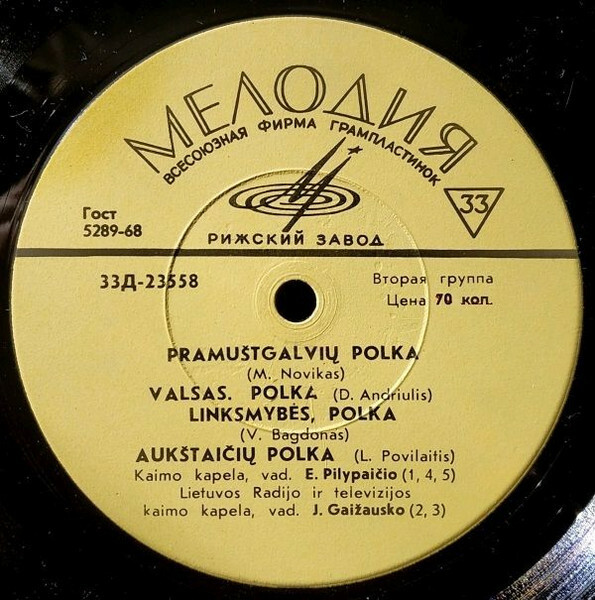 МЕЛОДИЯ
ВСЕСОЮЗНАЯ ФИРМА ГРАМПЛАСТИНОК
33
Гост
5289-68
РИЖСКИЙ ЗАВОД
33Д-23558
Вторая группа
Цена 70 коп.
PRAMUŠTGALVIŲ POLKA
(M. Novikas)
VALSAS. POLKA (D. Andriulis)
LINKSMYBĖS, POLKA
(V. Bagdonas)
AUKŠTAIČIŲ POLKA (L. Povilaitis)
Kaimo kapela, vad. E. Pilypaičio (1, 4, 5)
Lietuvos Radijo ir televizijos
kaimo kapela, vad. J. Gaižausko (2, 3)